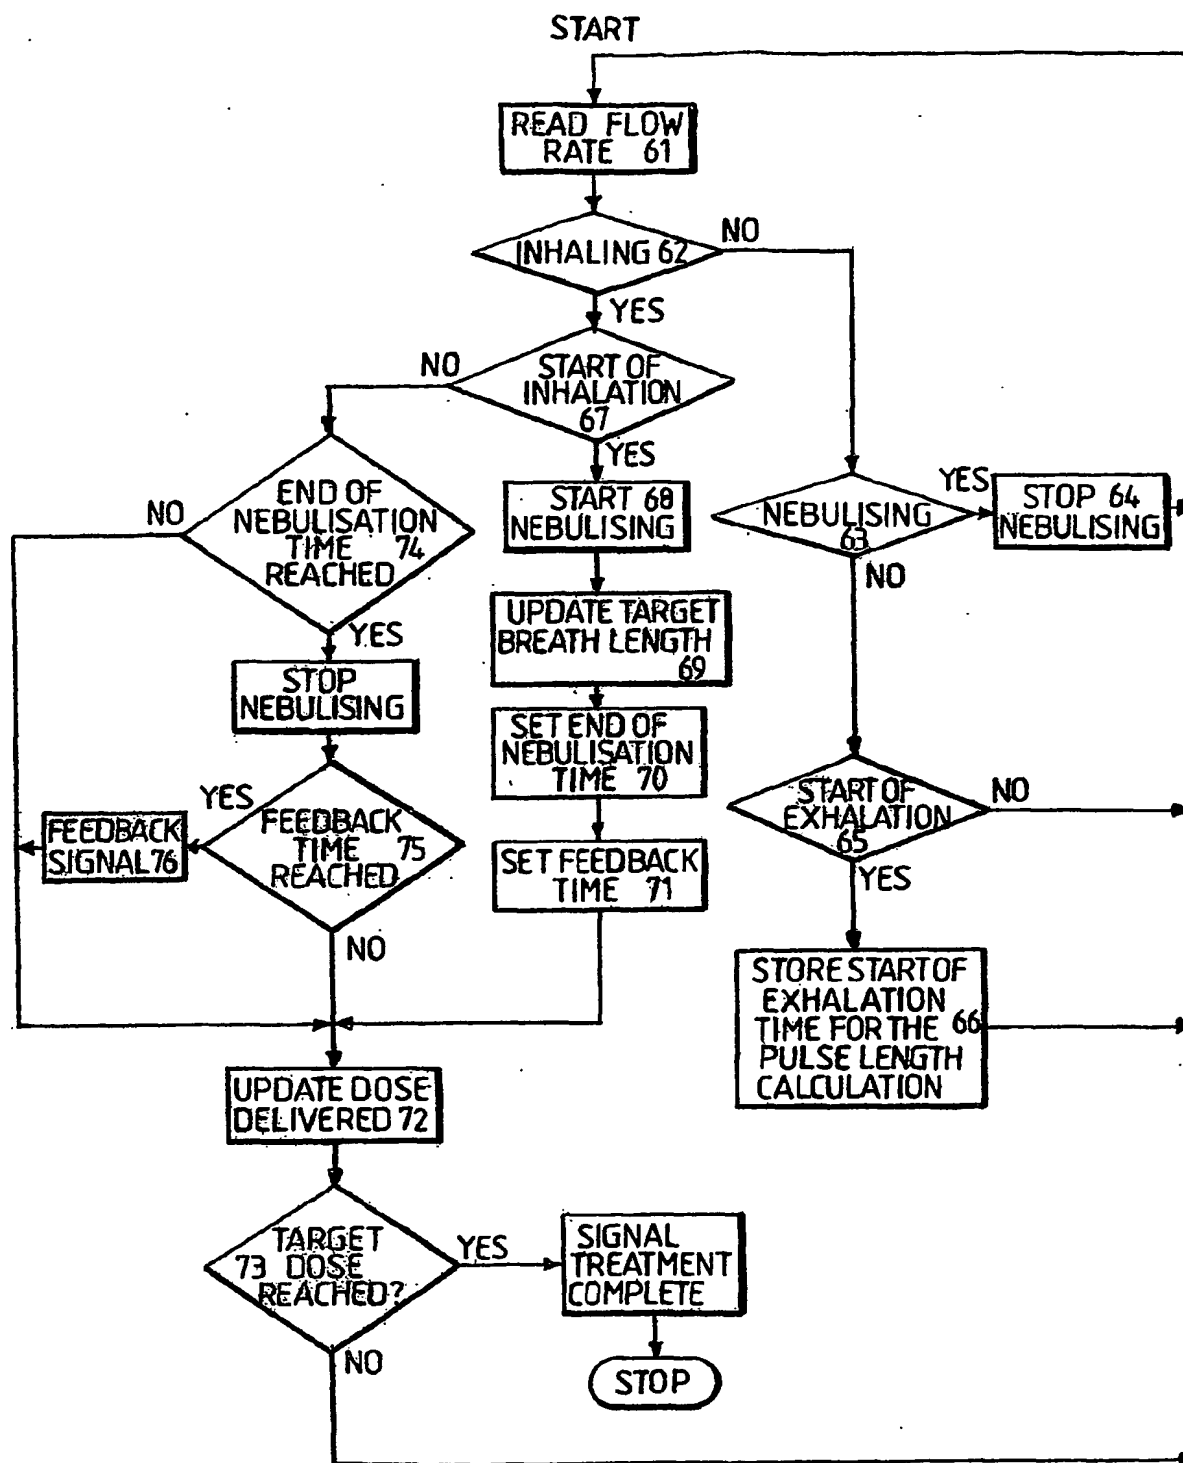 START
READ FLOW
RATE 61
INHALING 62
NO
YES
START OF
INHALATION
67
NO
YES
END OF
NEBULISATION
TIME 74
REACHED
NO
YES
STOP
NEBULISING
FEEDBACK
TIME 75
REACHED
YES
NO
FEEDBACK
SIGNAL 76
START 68
NEBULISING
UPDATE TARGET
BREATH LENGTH
69
SET END OF
NEBULISATION
TIME 70
SET FEEDBACK
TIME 71
NEBULISING
63
YES
NO
STOP 64
NEBULISING
START OF
EXHALATION
65
NO
YES
STORE START OF
EXHALATION
TIME FOR THE 66
PULSE LENGTH
CALCULATION
UPDATE DOSE
DELIVERED 72
TARGET
73 DOSE
REACHED?
YES
NO
SIGNAL
TREATMENT
COMPLETE
STOP